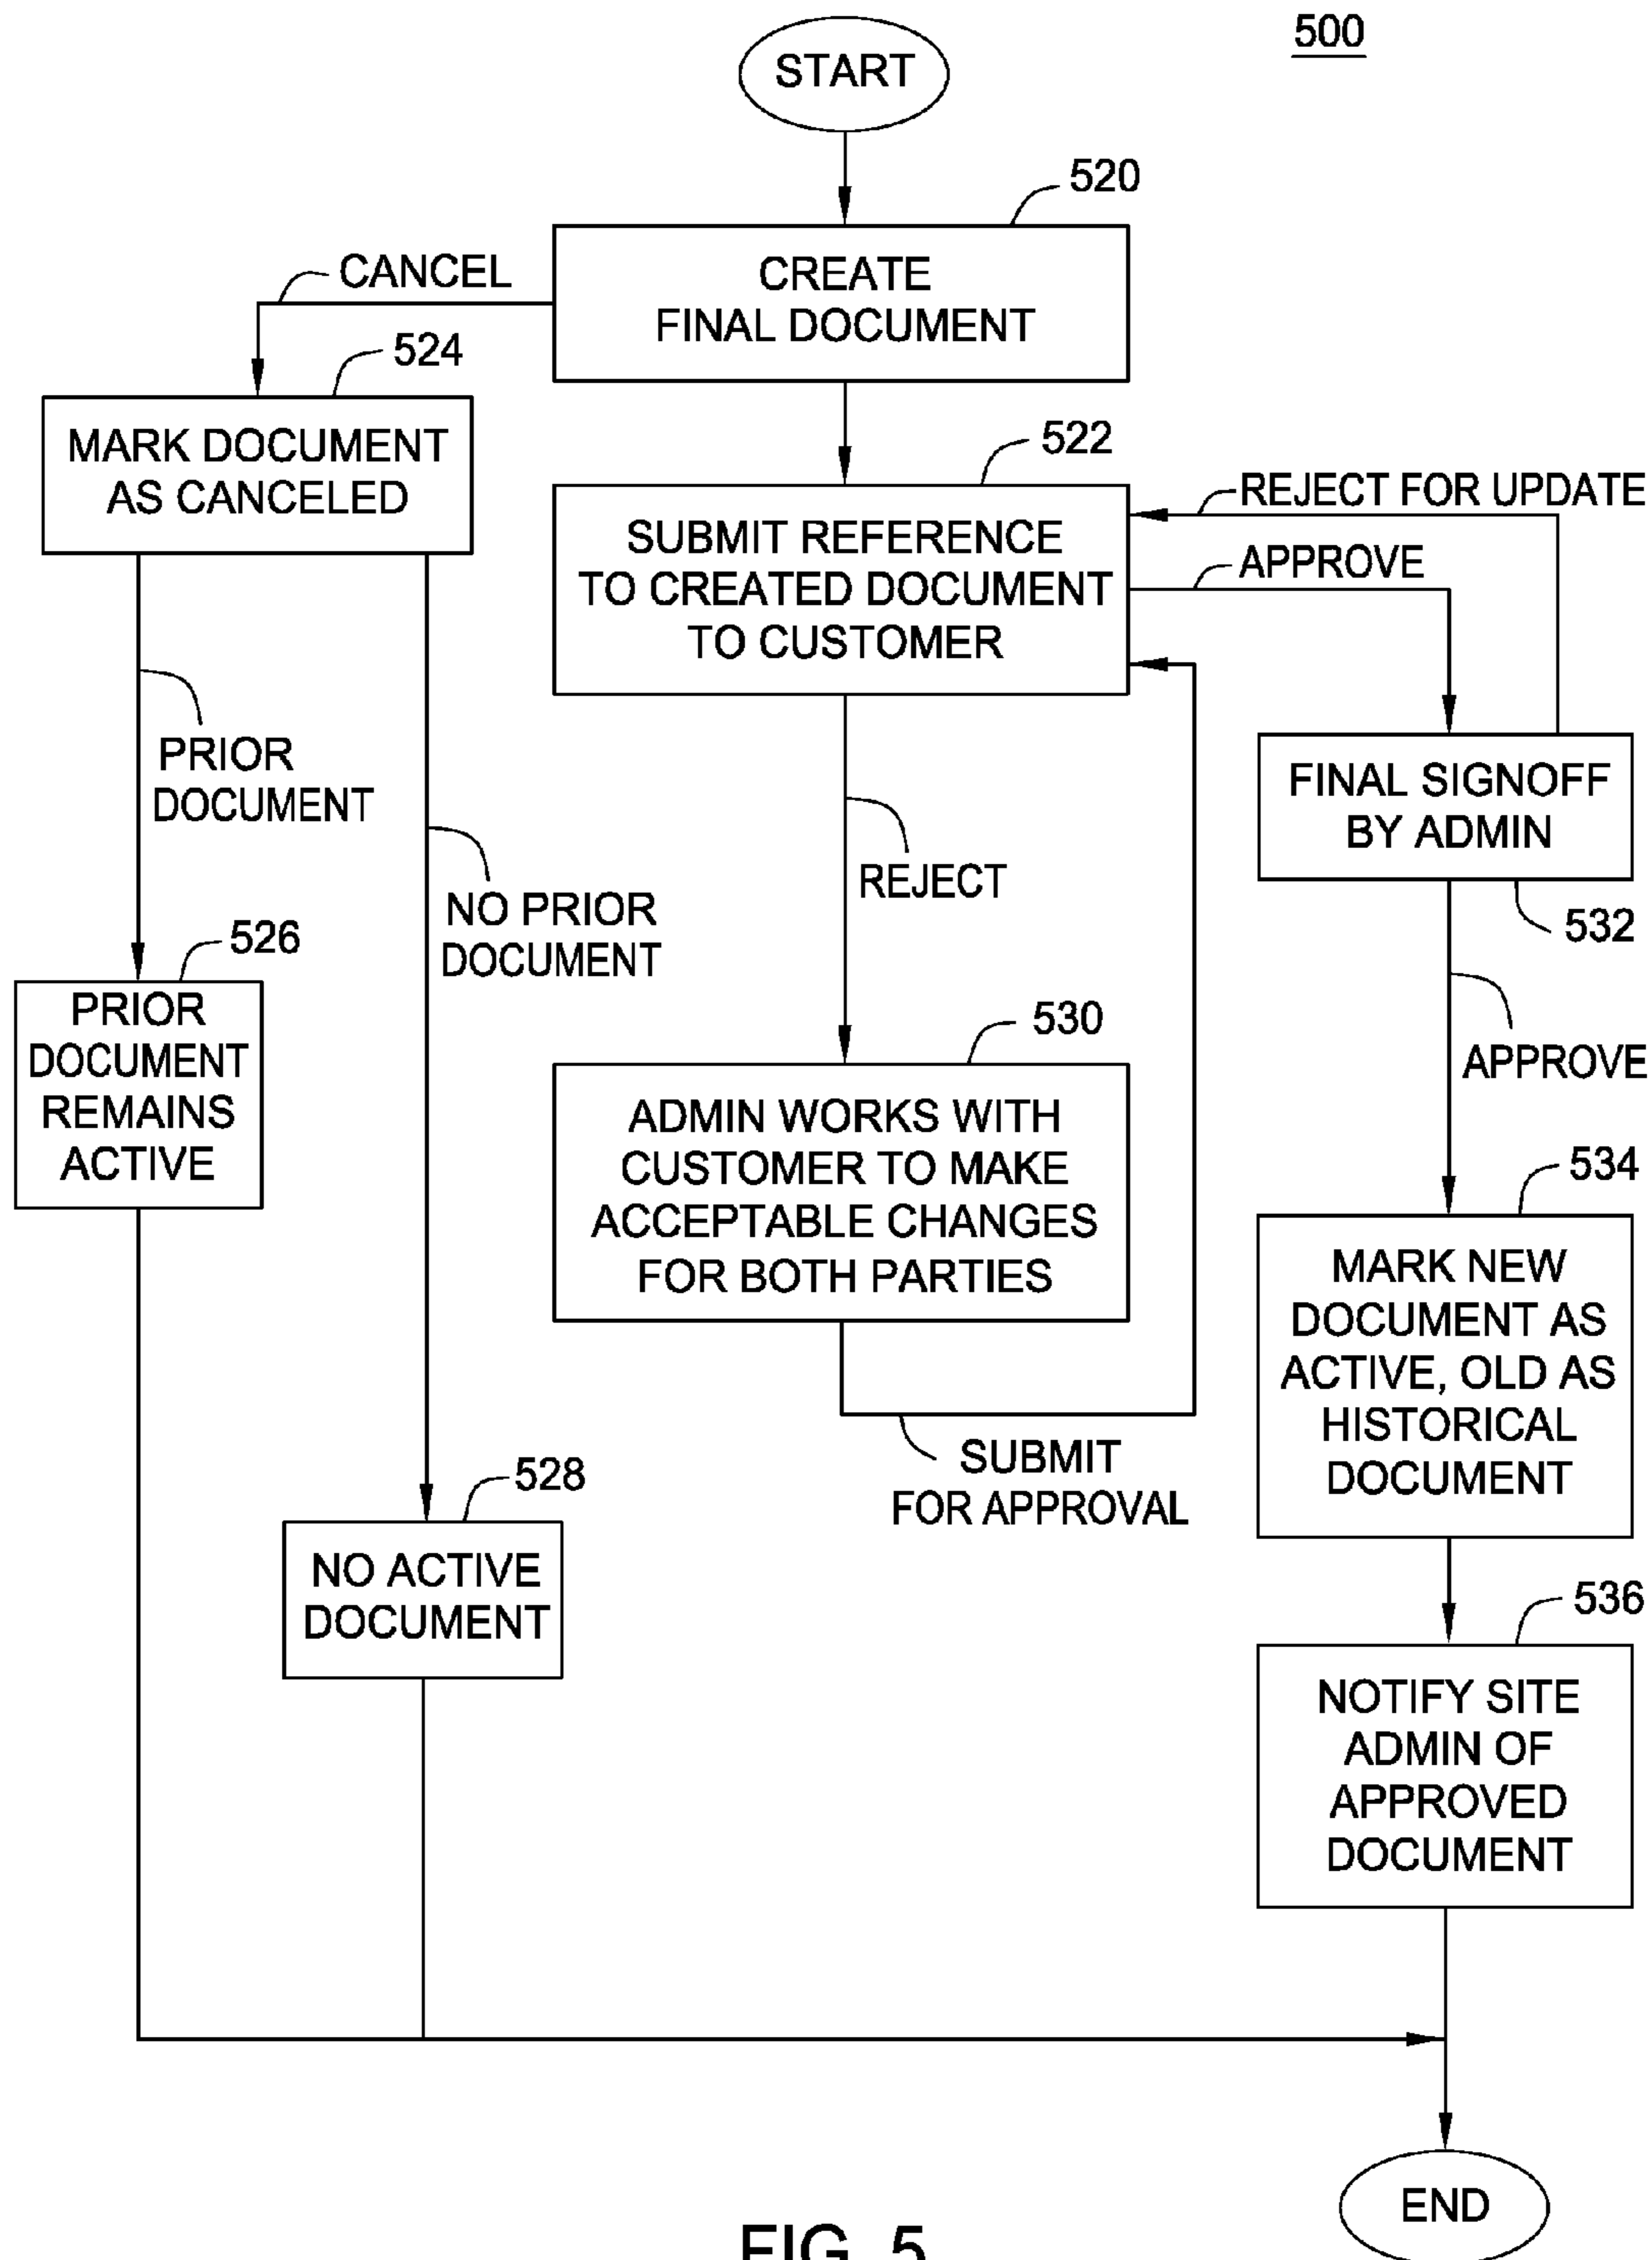 500
START
520
CREATE
FINAL DOCUMENT
CANCEL
524
MARK DOCUMENT
AS CANCELED
522
SUBMIT REFERENCE
TO CREATED DOCUMENT
TO CUSTOMER
REJECT FOR UPDATE
APPROVE
PRIOR
DOCUMENT
NO PRIOR
DOCUMENT
REJECT
FINAL SIGNOFF
BY ADMIN
532
526
PRIOR
DOCUMENT
REMAINS
ACTIVE
530
ADMIN WORKS WITH
CUSTOMER TO MAKE
ACCEPTABLE CHANGES
FOR BOTH PARTIES
APPROVE
534
MARK NEW
DOCUMENT AS
ACTIVE, OLD AS
HISTORICAL
DOCUMENT
SUBMIT
FOR APPROVAL
528
NO ACTIVE
DOCUMENT
536
NOTIFY SITE
ADMIN OF
APPROVED
DOCUMENT
END
FIG. 5